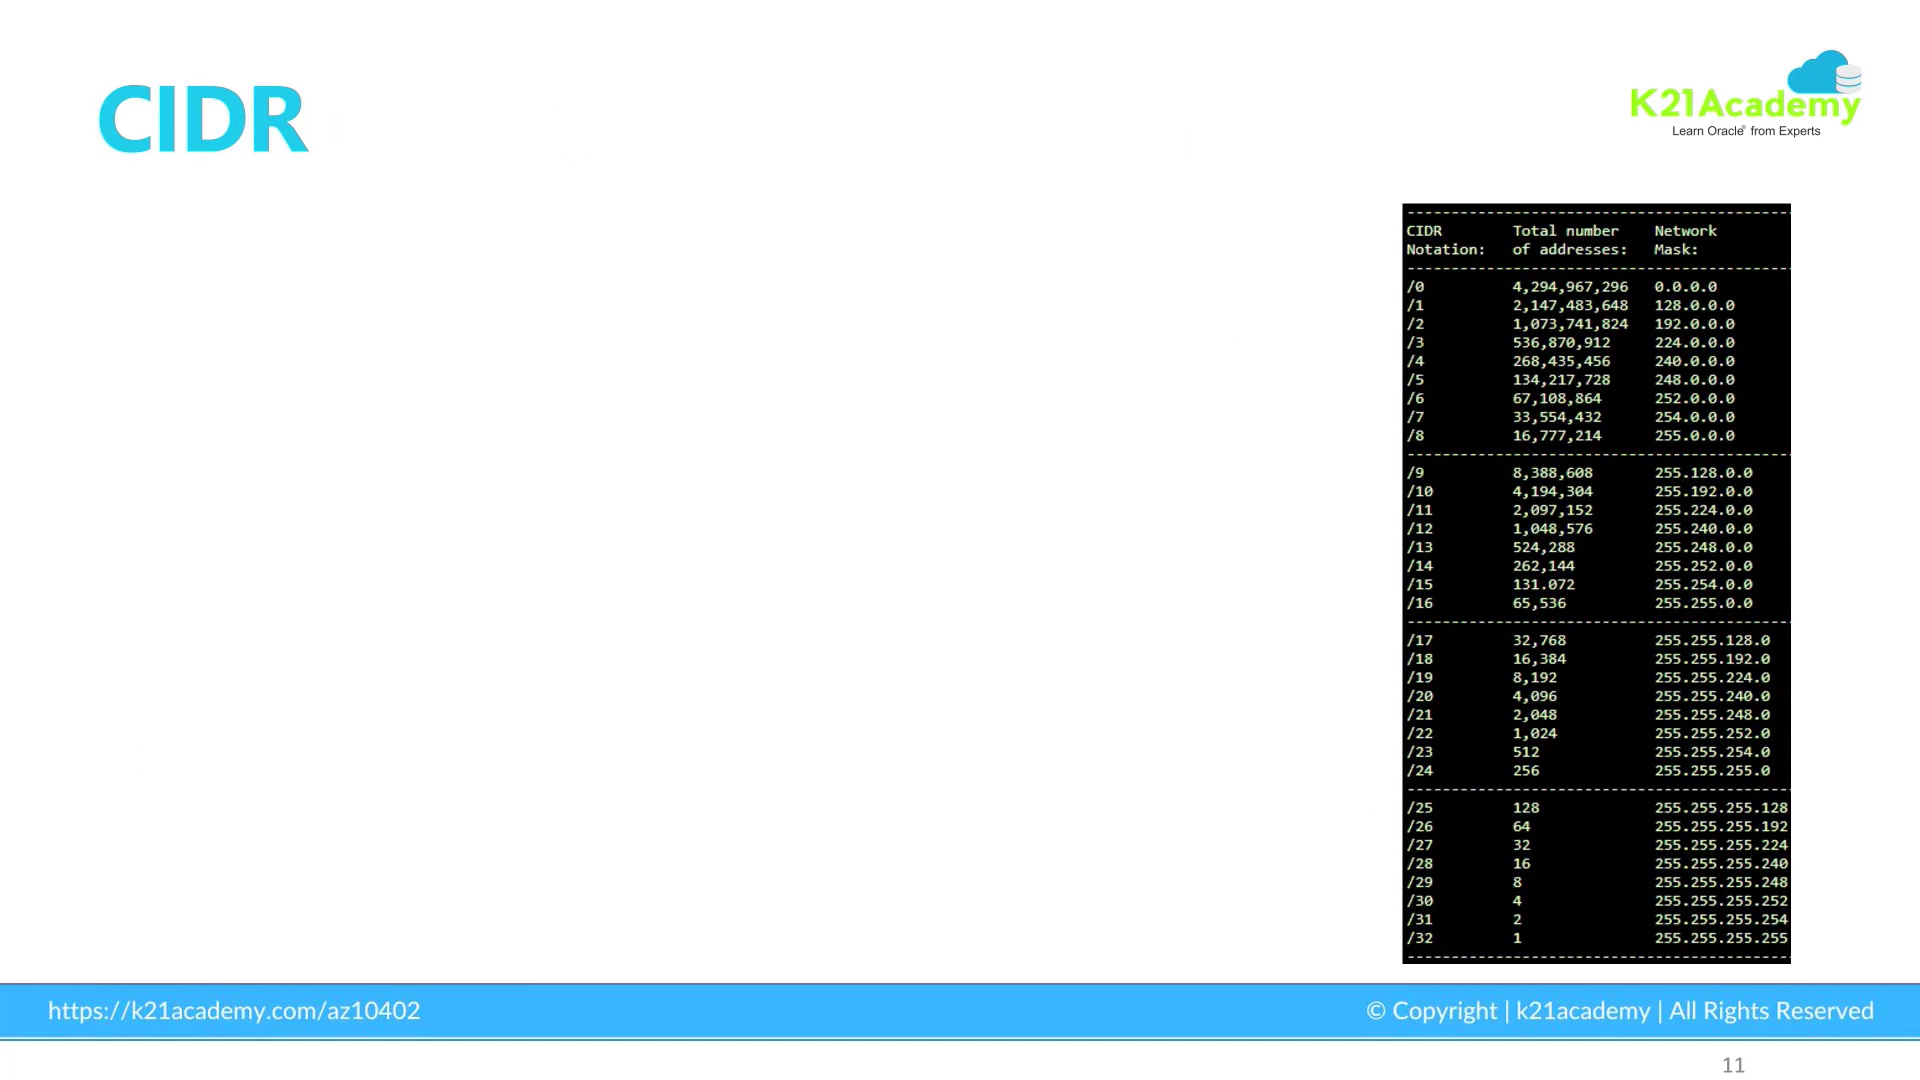 CIDR
K21Academy
Learn Oracle® from Experts
CIDR Total number Network
Notation: of addresses: Mask:
/0 4,294,967,296 0.0.0.0
/1 2,147,483,648 128.0.0.0
/2 1,073,741,824 192.0.0.0
/3 536,870,912 224.0.0.0
/4 268,435,456 240.0.0.0
/5 134,217,728 248.0.0.0
/6 67,108,864 252.0.0.0
/7 33,554,432 254.0.0.0
/8 16,777,214 255.0.0.0
/9 8,388,608 255.128.0.0
/10 4,194,304 255.192.0.0
/11 2,097,152 255.224.0.0
/12 1,048,576 255.240.0.0
/13 524,288 255.248.0.0
/14 262,144 255.252.0.0
/15 131.072 255.254.0.0
/16 65,536 255.255.0.0
/17 32,768 255.255.128.0
/18 16,384 255.255.192.0
/19 8,192 255.255.224.0
/20 4,096 255.255.240.0
/21 2,048 255.255.248.0
/22 1,024 255.255.252.0
/23 512 255.255.254.0
/24 256 255.255.255.0
/25 128 255.255.255.128
/26 64 255.255.255.192
/27 32 255.255.255.224
/28 16 255.255.255.240
/29 8 255.255.255.248
/30 4 255.255.255.252
/31 2 255.255.255.254
/32 1 255.255.255.255
https://k21academy.com/az10402
© Copyright | k21academy | All Rights Reserved
11